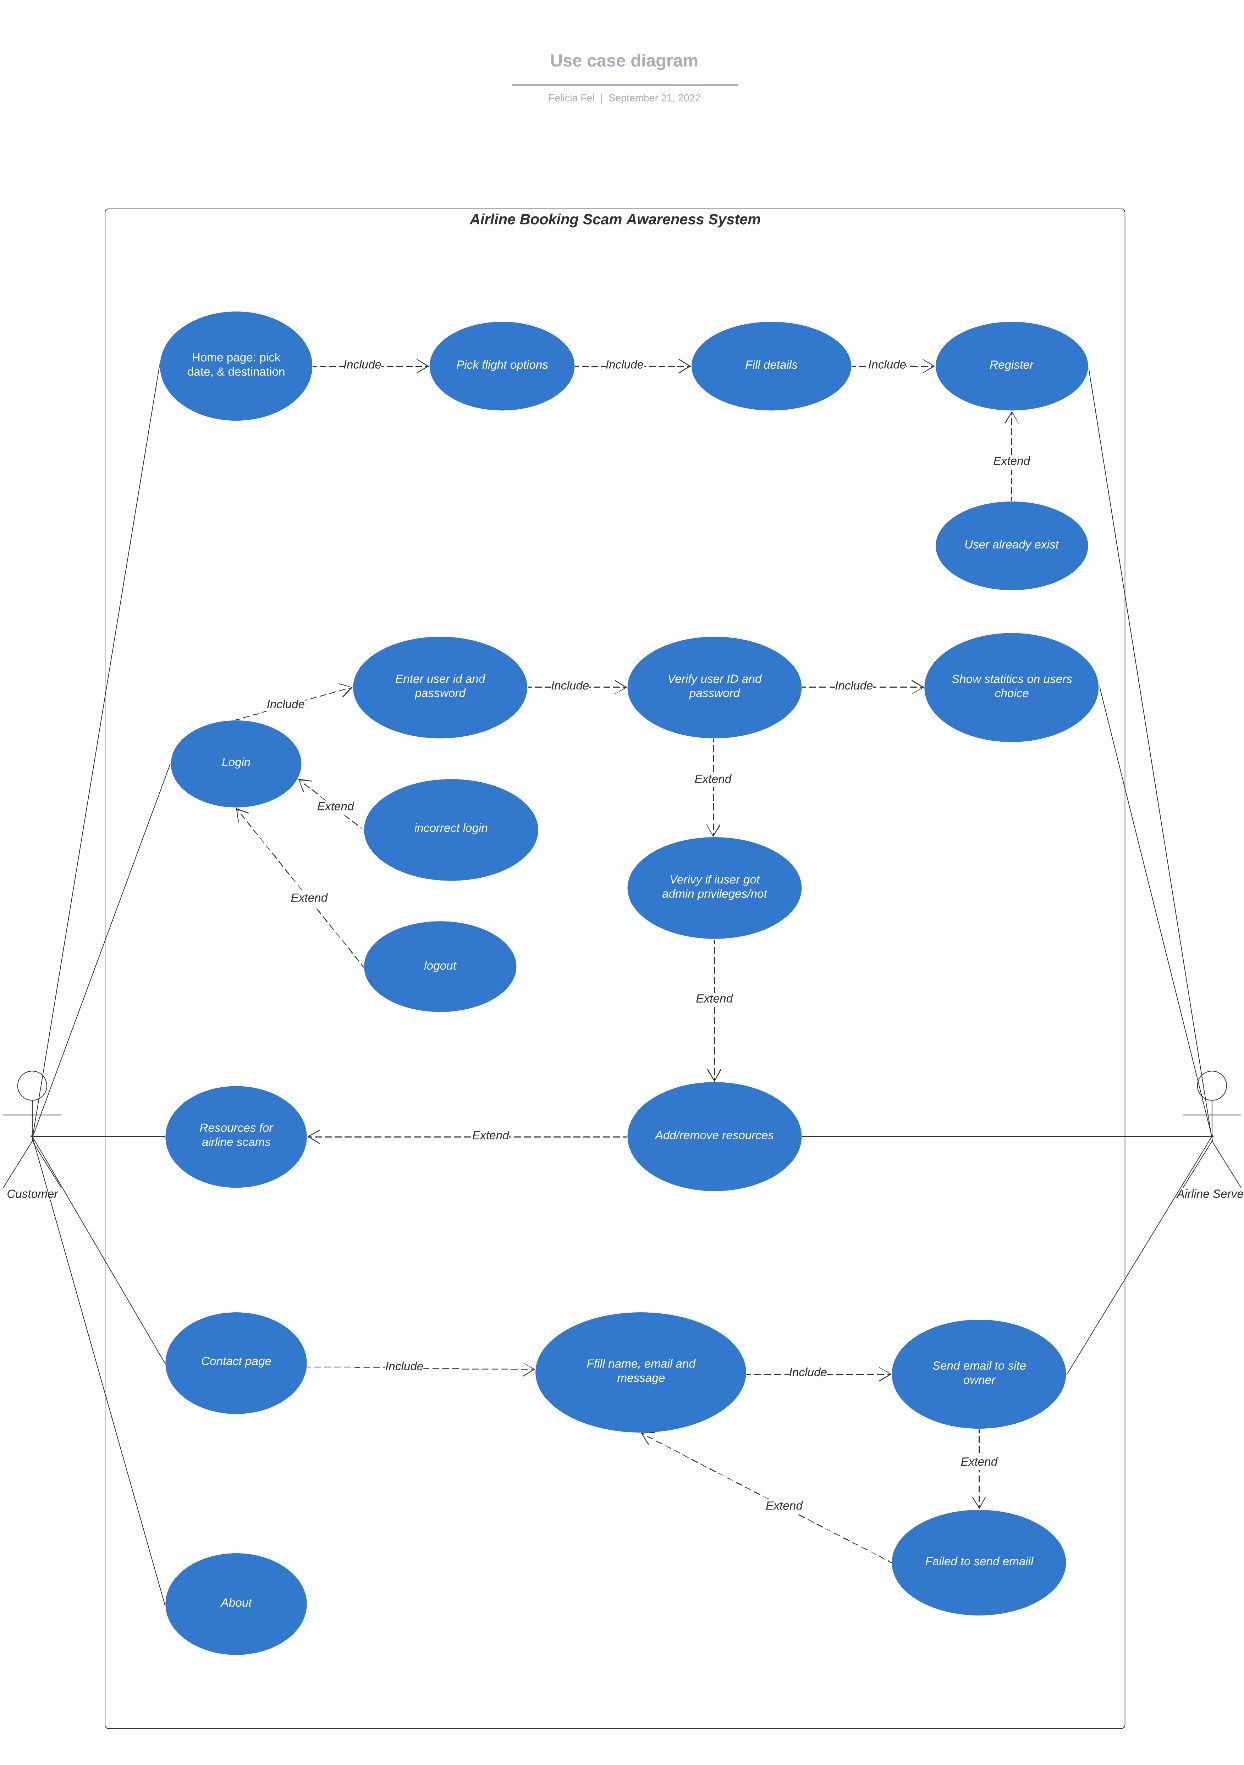 Use case diagram
Felicia Fel | September 21, 2022
Airline Booking Scam Awareness System
Home page: pick
date, & destination
Include
Pick flight options
Include
Fill details
Include
Register
Extend
User already exist
Login
Include
Enter user id and
password
Include
Verify user ID and
password
Include
Show statitics on users
choice
Extend
incorrect login
Extend
logout
Extend
Verivy if iuser got
admin privileges/not
Extend
Add/remove resources
Extend
Resources for
airline scams
Customer
Airline Serve
Contact page
Include
Ffill name, email and
message
Include
Send email to site
owner
Extend
Failed to send emaiil
Extend
About